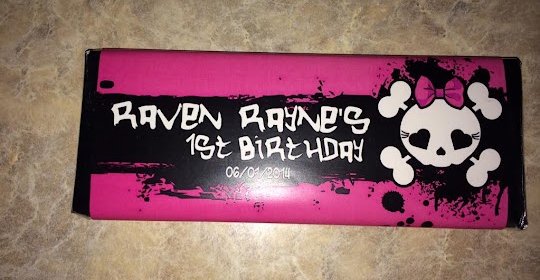 RAVEN RAYNE'S
1St BiRtHDAY
06/01/2014